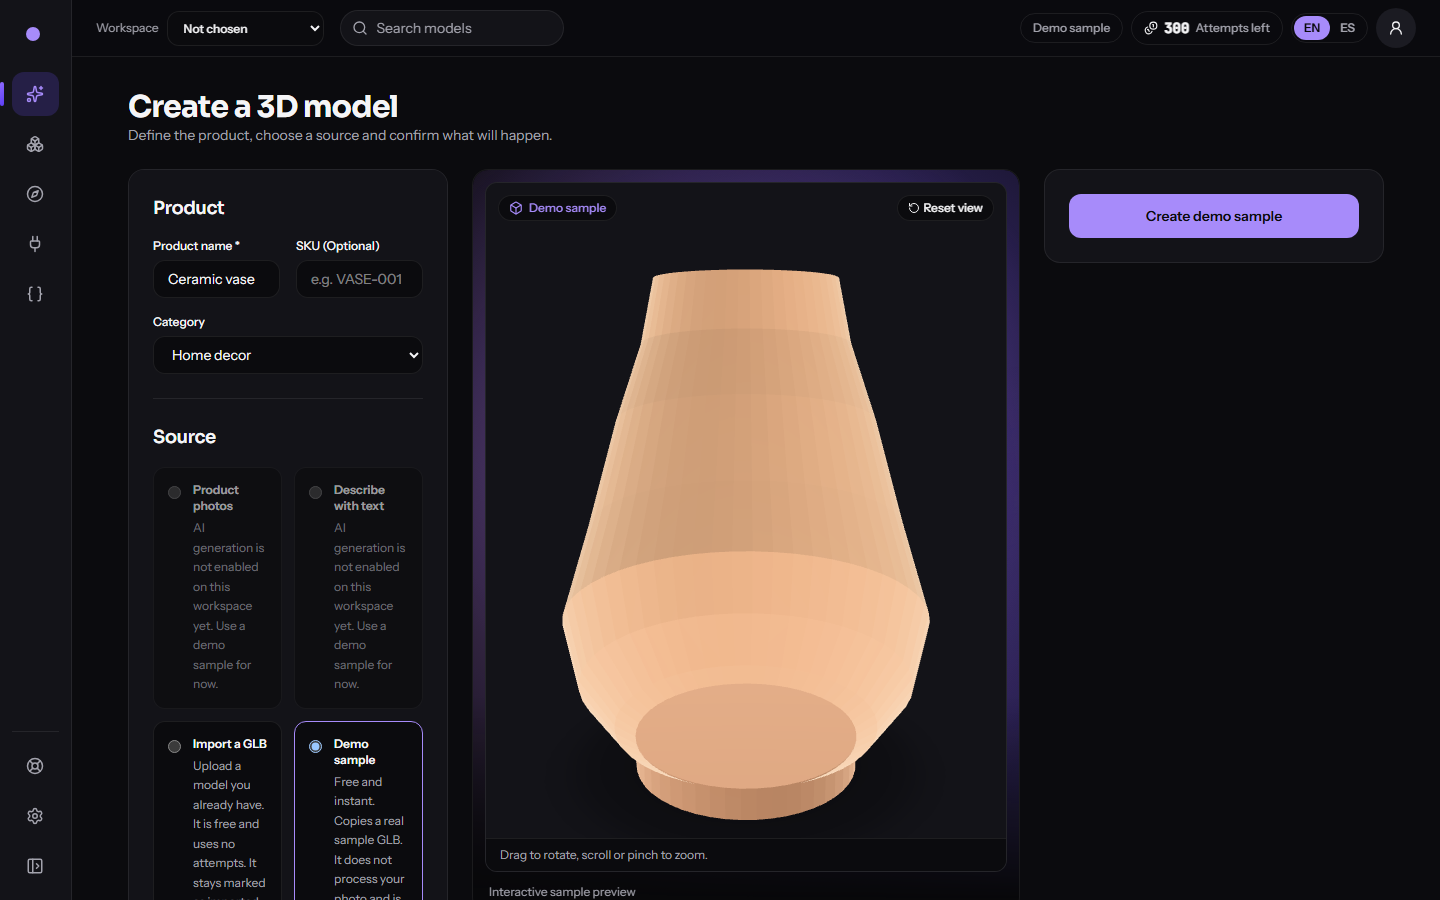 Workspace
Not chosen
Search models
Demo sample
300 Attempts left
EN
ES
Create a 3D model
Define the product, choose a source and confirm what will happen.
Product
Product name *
SKU (Optional)
Ceramic vase
e.g. VASE-001
Category
Home decor
Source
Product
photos
AI
generation is
not enabled
on this
workspace
yet. Use a
demo
sample for
now.
Describe
with text
AI
generation is
not enabled
on this
workspace
yet. Use a
demo
sample for
now.
Import a GLB
Upload a
model you
already have.
It is free and
uses no
attempts. It
stays marked
Demo
sample
Free and
instant.
Copies a real
sample GLB.
It does not
process your
photo and is
Demo sample
Reset view
Drag to rotate, scroll or pinch to zoom.
Interactive sample preview
Create demo sample